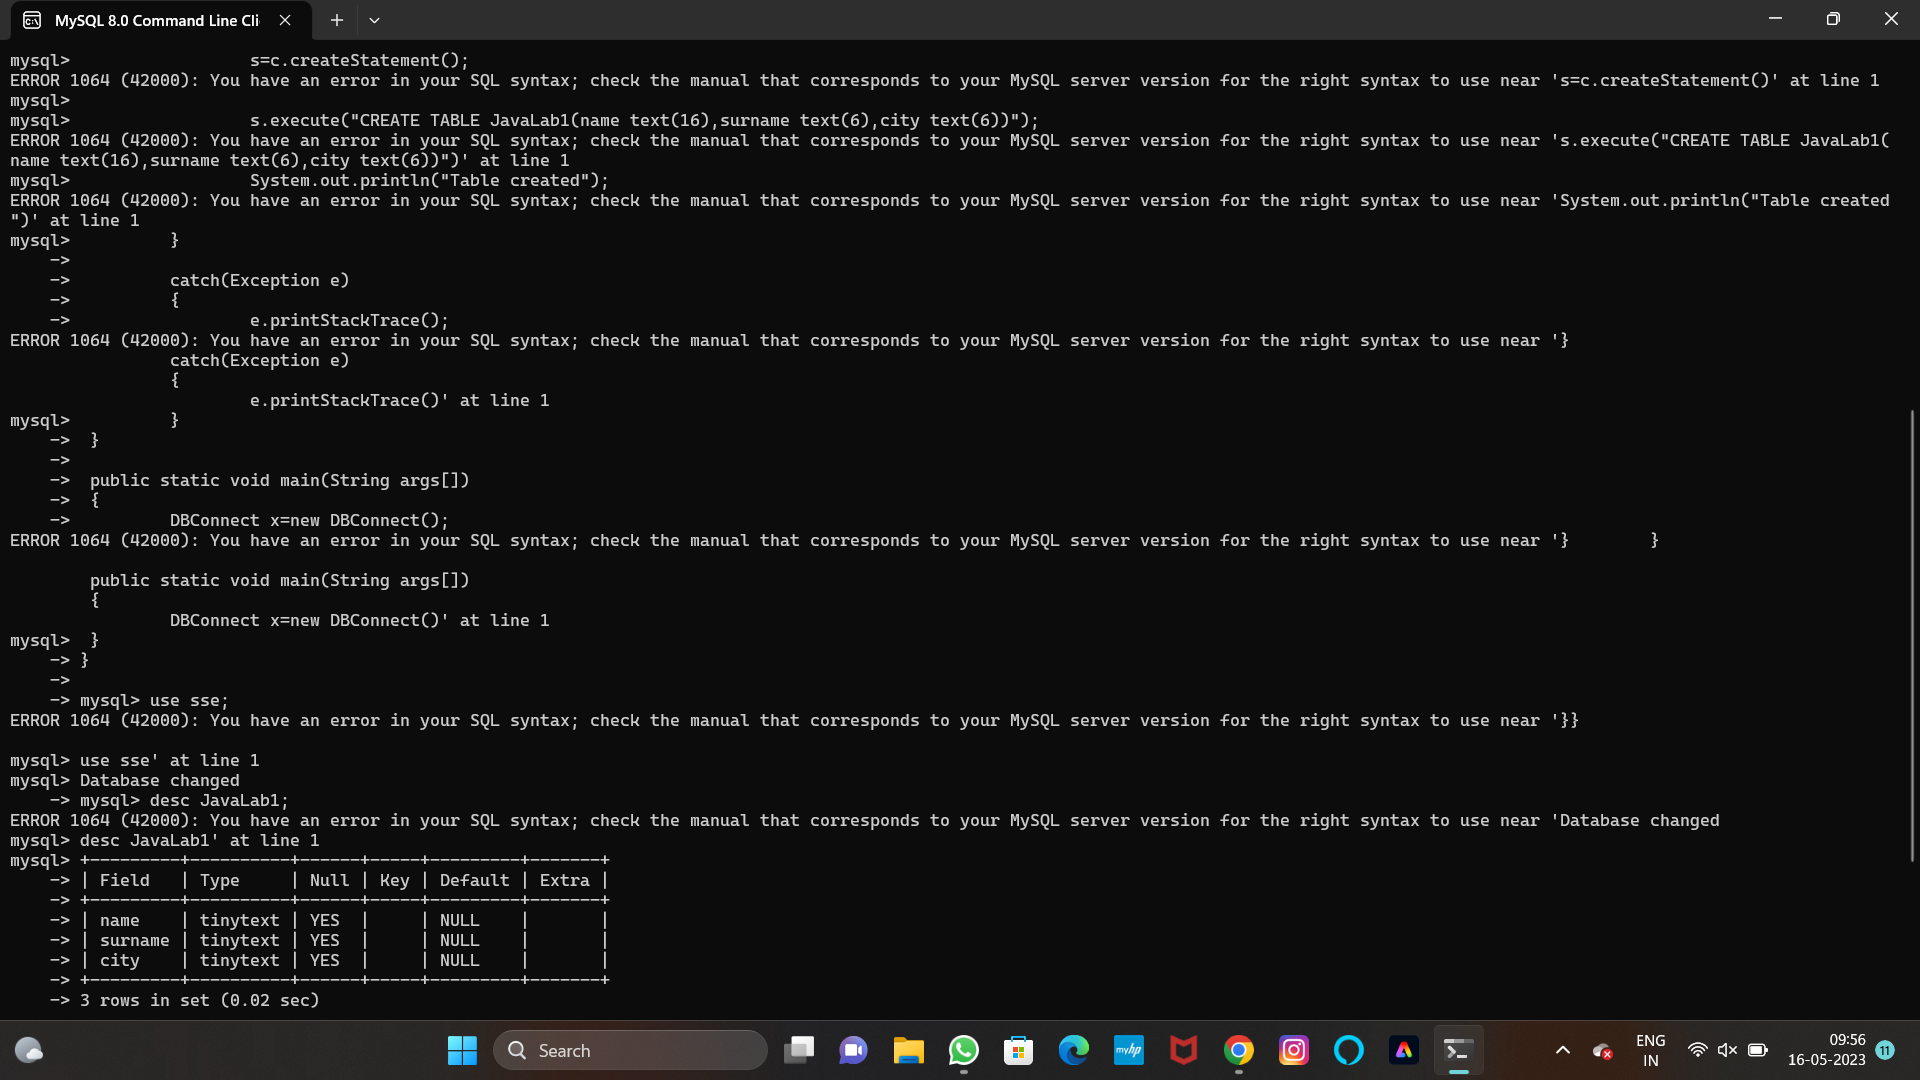 MySQL 8.0 Command Line Cli
mysql>                  s=c.createStatement();
ERROR 1064 (42000): You have an error in your SQL syntax; check the manual that corresponds to your MySQL server version for the right syntax to use near 's=c.createStatement()' at line 1
mysql>
mysql>                  s.execute("CREATE TABLE JavaLab1(name text(16),surname text(6),city text(6))");
ERROR 1064 (42000): You have an error in your SQL syntax; check the manual that corresponds to your MySQL server version for the right syntax to use near 's.execute("CREATE TABLE JavaLab1(
name text(16),surname text(6),city text(6))")' at line 1
mysql>                  System.out.println("Table created");
ERROR 1064 (42000): You have an error in your SQL syntax; check the manual that corresponds to your MySQL server version for the right syntax to use near 'System.out.println("Table created
")' at line 1
mysql>          }
    ->
    ->          catch(Exception e)
    ->          {
    ->                  e.printStackTrace();
ERROR 1064 (42000): You have an error in your SQL syntax; check the manual that corresponds to your MySQL server version for the right syntax to use near '}
                catch(Exception e)
                {
                        e.printStackTrace()' at line 1
mysql>          }
    ->  }
    ->
    ->  public static void main(String args[])
    ->  {
    ->          DBConnect x=new DBConnect();
ERROR 1064 (42000): You have an error in your SQL syntax; check the manual that corresponds to your MySQL server version for the right syntax to use near '}        }
        public static void main(String args[])
        {
                DBConnect x=new DBConnect()' at line 1
mysql>  }
    -> }
    ->
    -> mysql> use sse;
ERROR 1064 (42000): You have an error in your SQL syntax; check the manual that corresponds to your MySQL server version for the right syntax to use near '}}
mysql> use sse' at line 1
mysql> Database changed
    -> mysql> desc JavaLab1;
ERROR 1064 (42000): You have an error in your SQL syntax; check the manual that corresponds to your MySQL server version for the right syntax to use near 'Database changed
mysql> desc JavaLab1' at line 1
mysql> +---------+----------+------+-----+---------+-------+
    -> | Field   | Type     | Null | Key | Default | Extra |
    -> +---------+----------+------+-----+---------+-------+
    -> | name    | tinytext | YES  |     | NULL    |       |
    -> | surname | tinytext | YES  |     | NULL    |       |
    -> | city    | tinytext | YES  |     | NULL    |       |
    -> +---------+----------+------+-----+---------+-------+
    -> 3 rows in set (0.02 sec)
Search
myhp
ENG
IN
09:56
16-05-2023
11